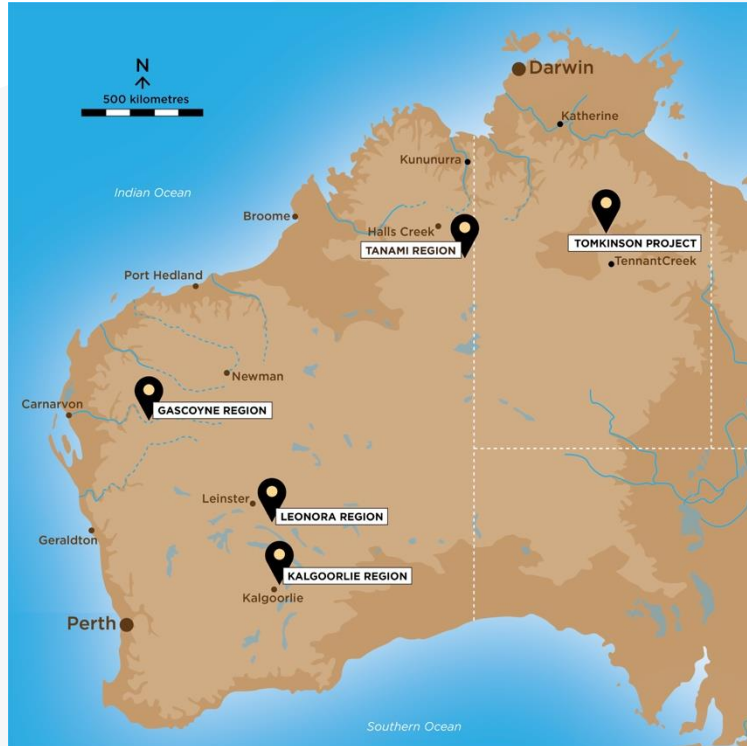 N
500 kilometres
Darwin
Katherine
Kununurra
Indian Ocean
Broome
Halls Creek
TANAMI REGION
TOMKINSON PROJECT
TennantCreek
Port Hedland
Newman
Carnarvon
GASCOYNE REGION
Leinster
LEONORA REGION
Geraldton
KALGOORLIE REGION
Kalgoorlie
Perth
Southern Ocean